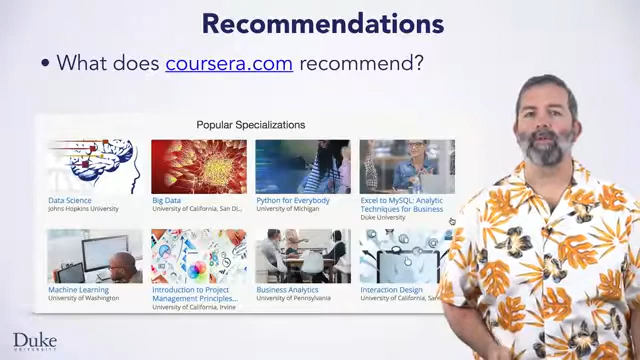 Recommendations
• What does coursera.com recommend?
Popular Specializations
Data Science
Johns Hopkins University
Big Data
University of California, San Di...
Python for Everybody
University of Michigan
Excel to MySQL: Analytic
Techniques for Business
Duke University
Machine Learning
University of Washington
Introduction to Project
Management Principles...
University of California, Irvine
Business Analytics
University of Pennsylvania
Interaction Design
University of California, San
Duke
UNIVERSITY